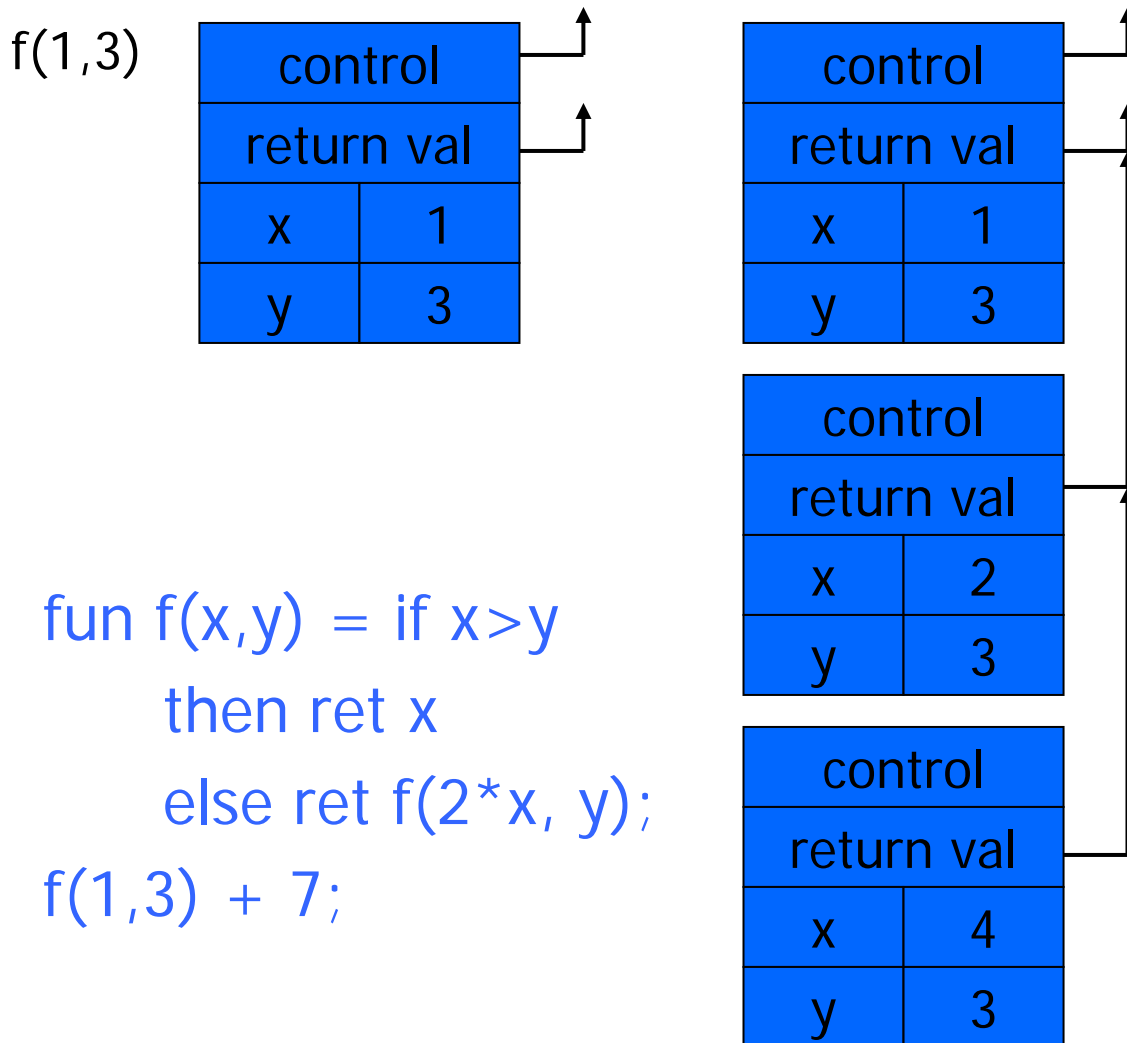 f(1,3)
control
return val
x 1
y 3
control
return val
x 1
y 3
control
return val
x 2
y 3
control
return val
x 4
y 3
fun f(x,y) = if x>y
then ret x
else ret f(2*x, y);
f(1,3) + 7;